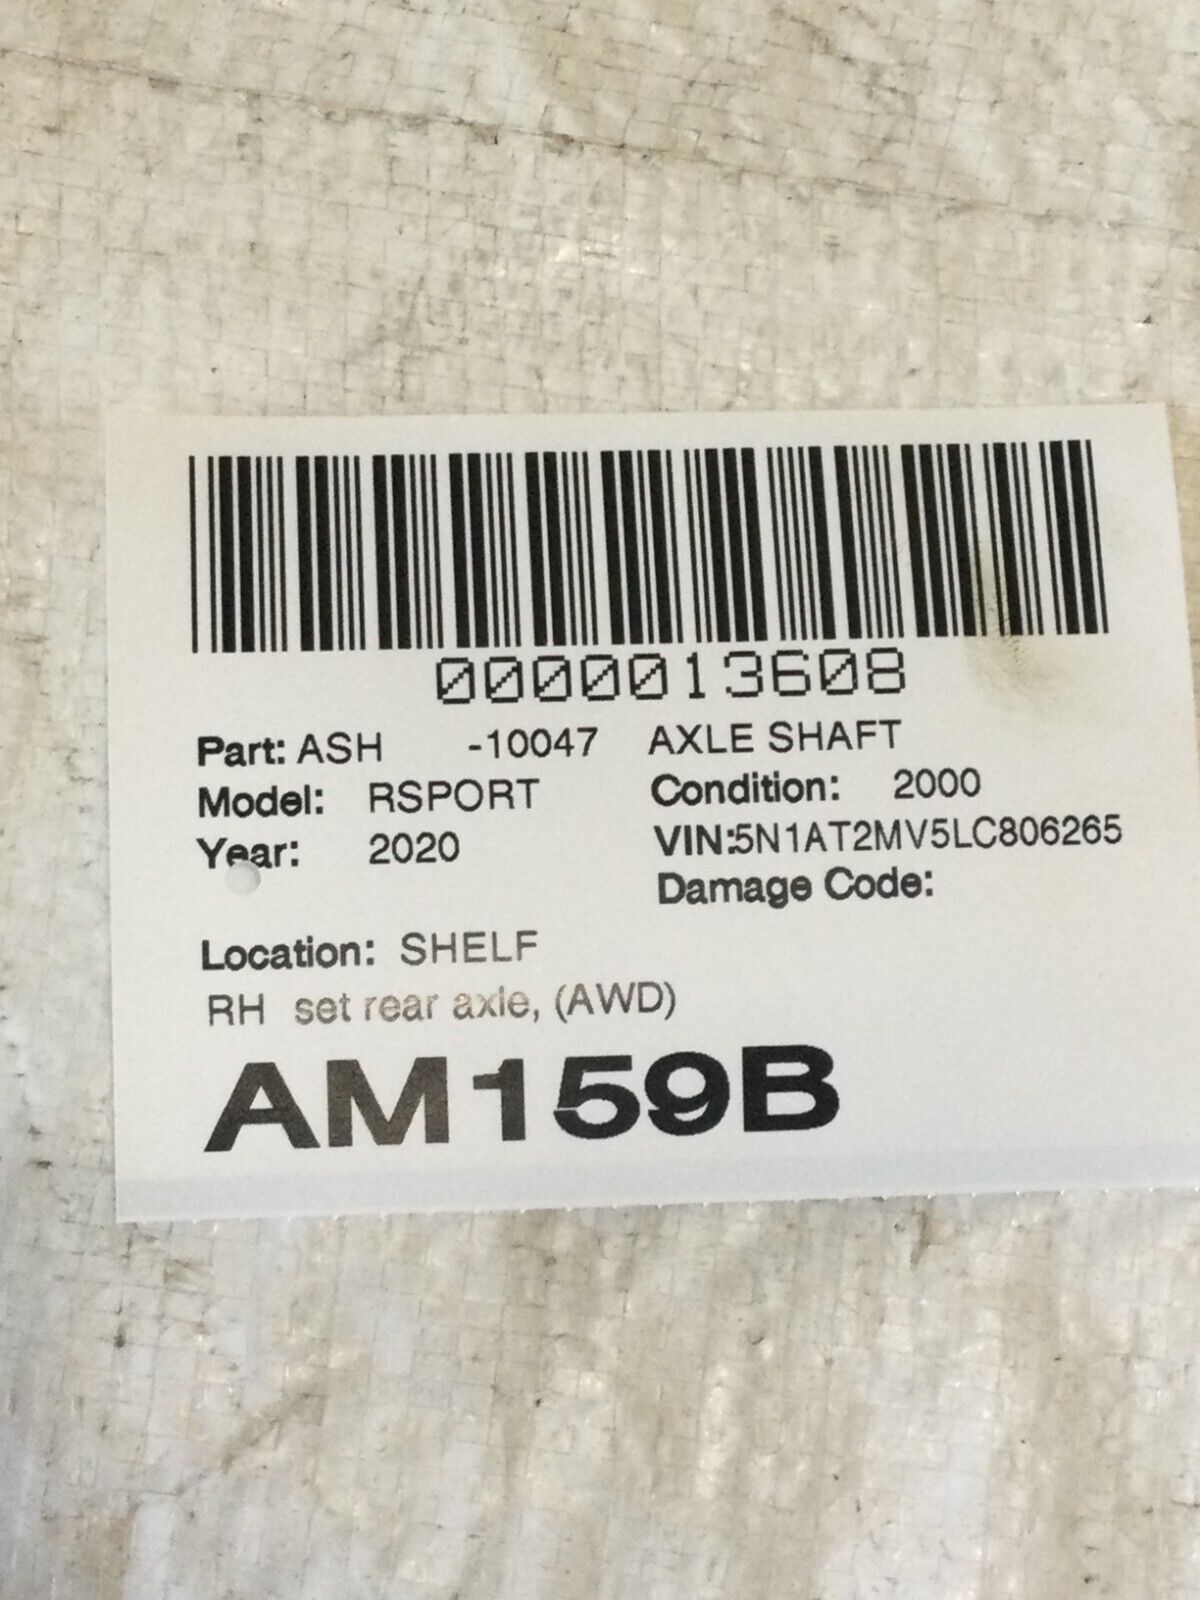 0000013608
Part: ASH -10047 AXLE SHAFT
Model: RSPORT Condition: 2000
Year: 2020 VIN:5N1AT2MV5LC806265
Damage Code:
Location: SHELF
RH set rear axle, (AWD)
AM159B